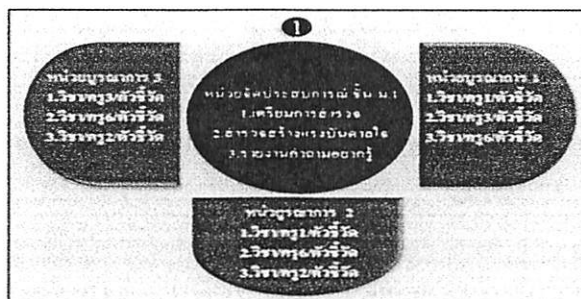 1
หน่วยบูรณาการ 3
1.วิชา/ครู3/ตัวชี้วัด
2.วิชา/ครู6/ตัวชี้วัด
3.วิชา/ครู2/ตัวชี้วัด
หน่วยจัดประสบการณ์ ชั้น ม.1
1.เตรียมการสำรวจ
2.สำรวจสร้างแรงบันดาลใจ
3.รายงานคำถามอยากรู้
หน่วยบูรณาการ 1
1.วิชา/ครู1/ตัวชี้วัด
2.วิชา/ครู3/ตัวชี้วัด
3.วิชา/ครู6/ตัวชี้วัด
หน่วยบูรณาการ 2
1.วิชา/ครู1/ตัวชี้วัด
2.วิชา/ครู6/ตัวชี้วัด
3.วิชา/ครู2/ตัวชี้วัด